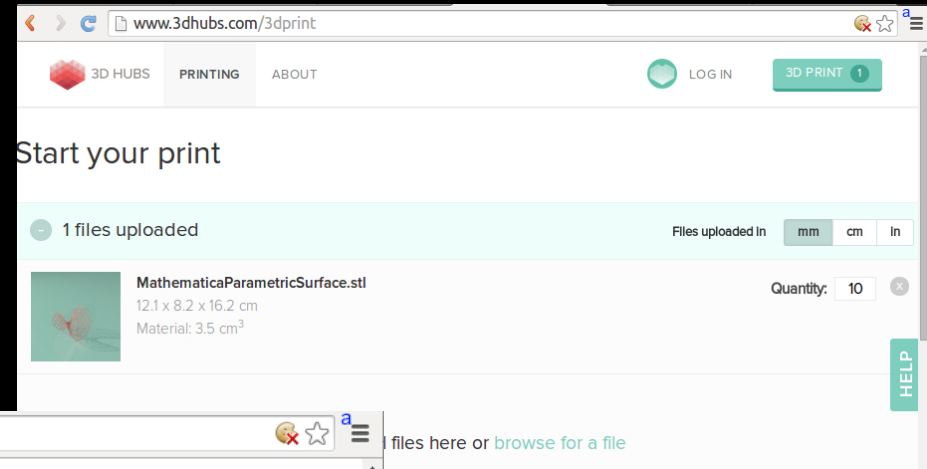 www.3dhubs.com/3dprint
a
3D HUBS PRINTING ABOUT LOG IN 3D PRINT 1
Start your print
- 1 files uploaded Files uploaded in mm cm in
MathematicaParametricSurface.stl Quantity: 10 x
12.1 x 8.2 x 16.2 cm
Material: 3.5 cm³
HELP
a
files here or browse for a file